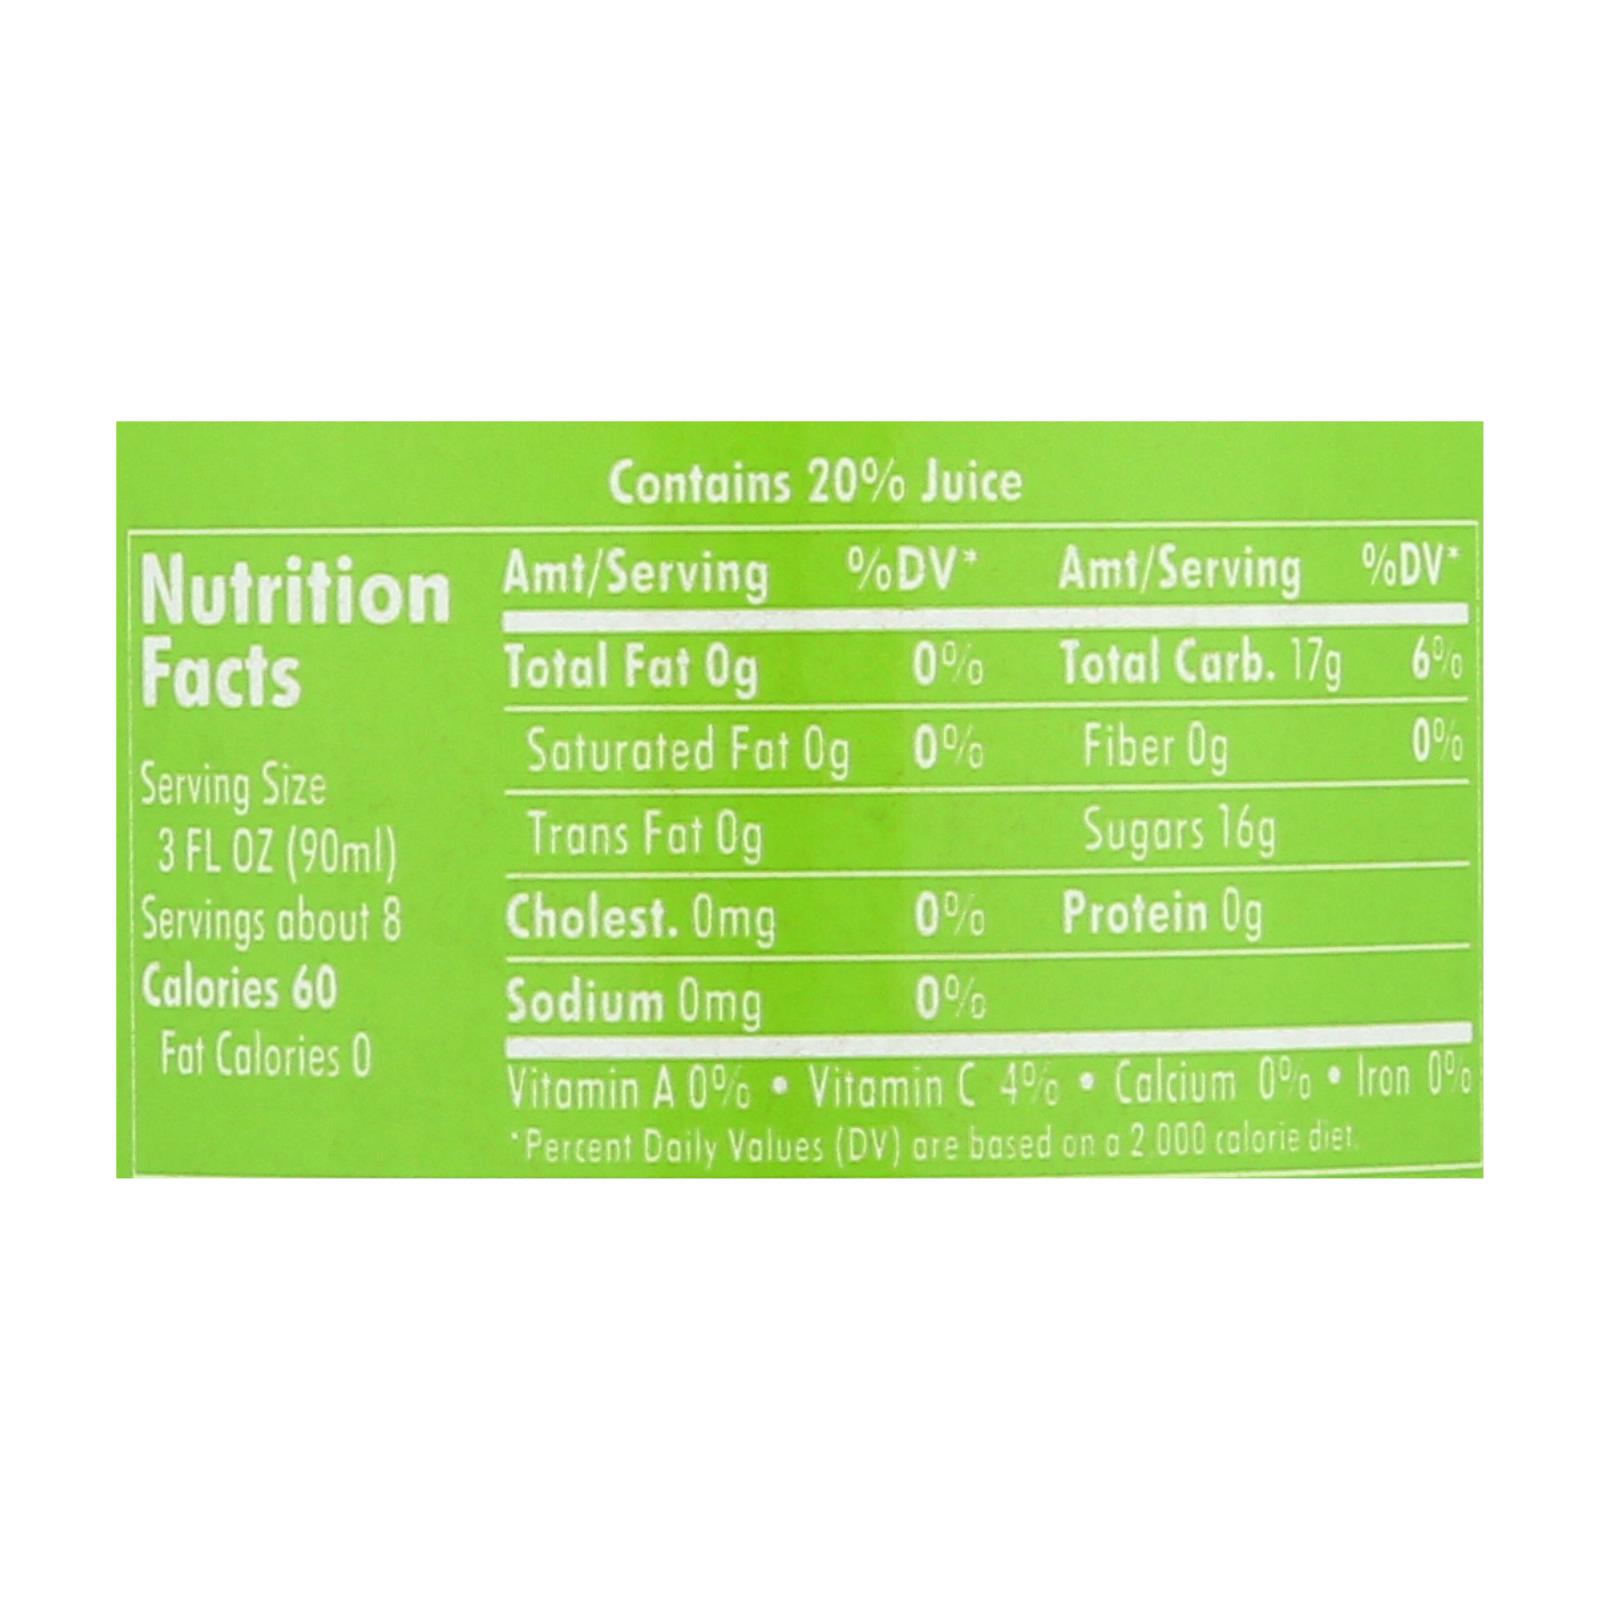 Contains 20% Juice
Nutrition
Facts
Serving Size
3 FL OZ (90ml)
Servings about 8
Calories 60
Fat Calories 0
Amt/Serving %DV* Amt/Serving %DV*
Total Fat 0g 0% Total Carb. 17g 6%
Saturated Fat 0g 0% Fiber 0g 0%
Trans Fat 0g Sugars 16g
Cholest. 0mg 0% Protein 0g
Sodium 0mg 0%
Vitamin A 0% • Vitamin C 4% • Calcium 0% • Iron 0%
*Percent Daily Values (DV) are based on a 2,000 calorie diet.